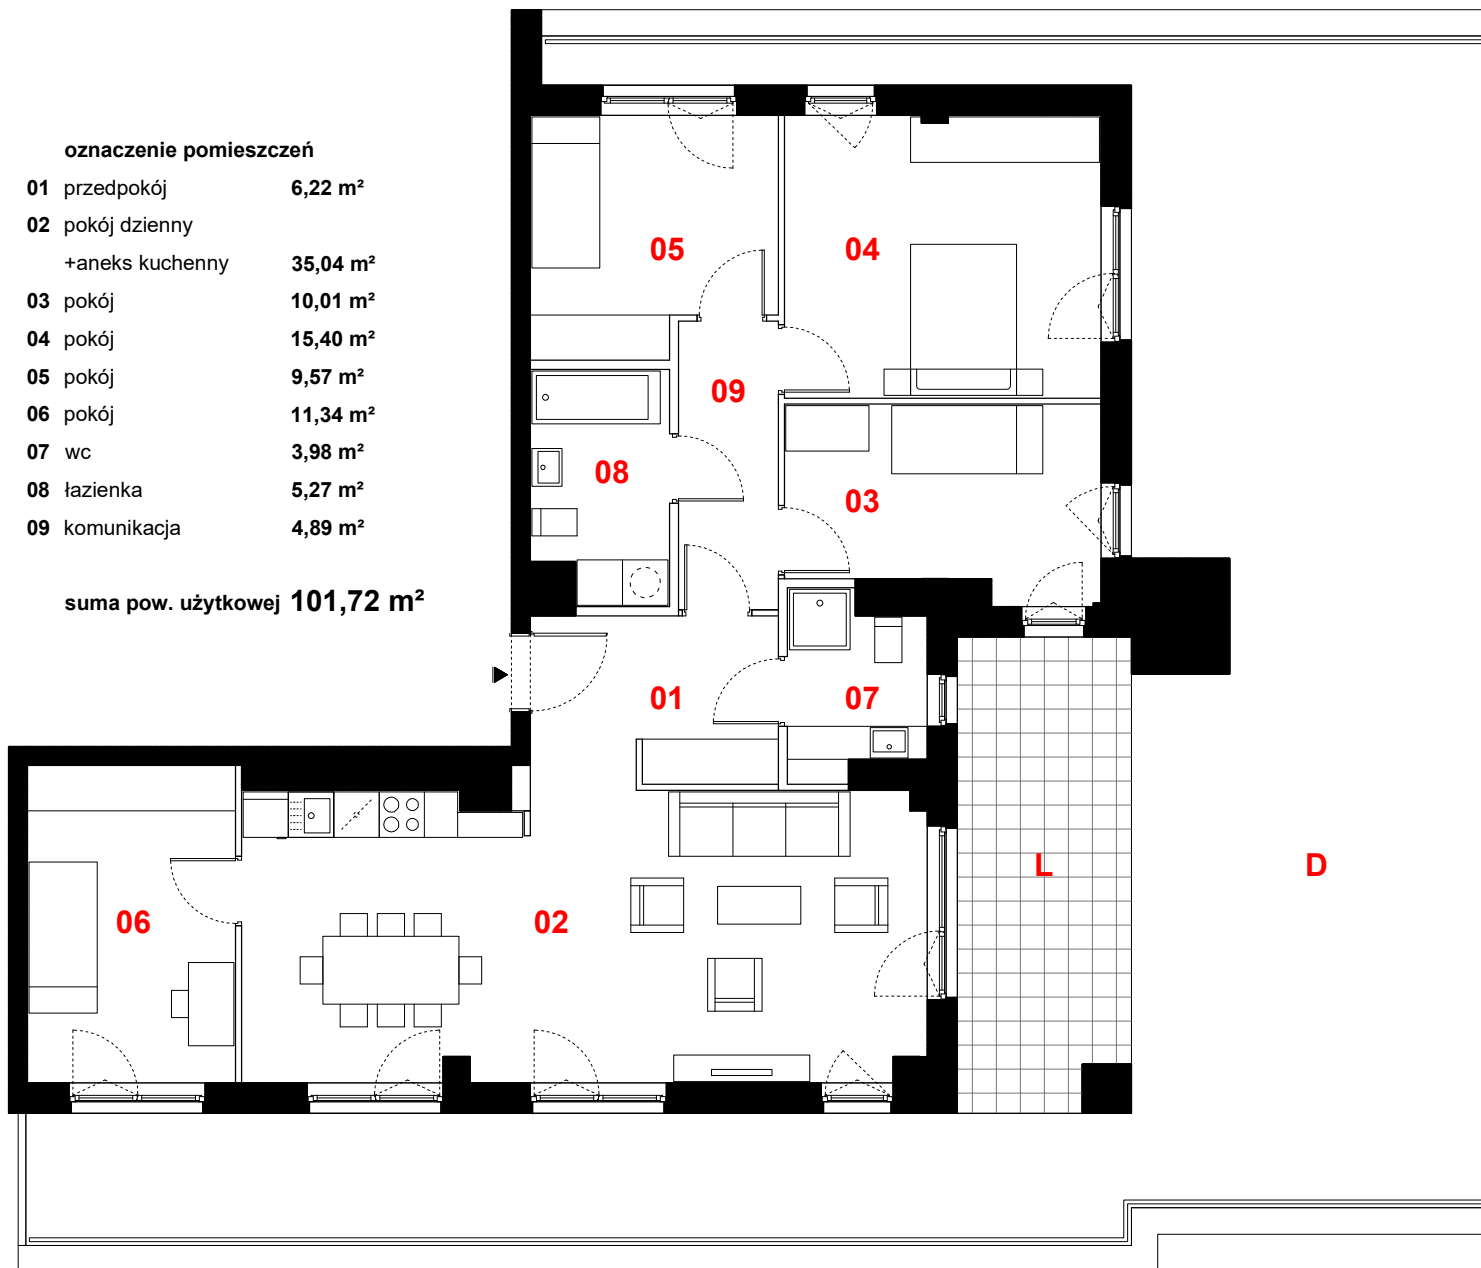 oznaczenie pomieszczeń
01 przedpokój 6,22 m²
02 pokój dzienny
+aneks kuchenny 35,04 m²
03 pokój 10,01 m²
04 pokój 15,40 m²
05 pokój 9,57 m²
06 pokój 11,34 m²
07 wc 3,98 m²
08 łazienka 5,27 m²
09 komunikacja 4,89 m²
suma pow. użytkowej 101,72 m²
05
04
09
08
03
01
07
L
D
06
02